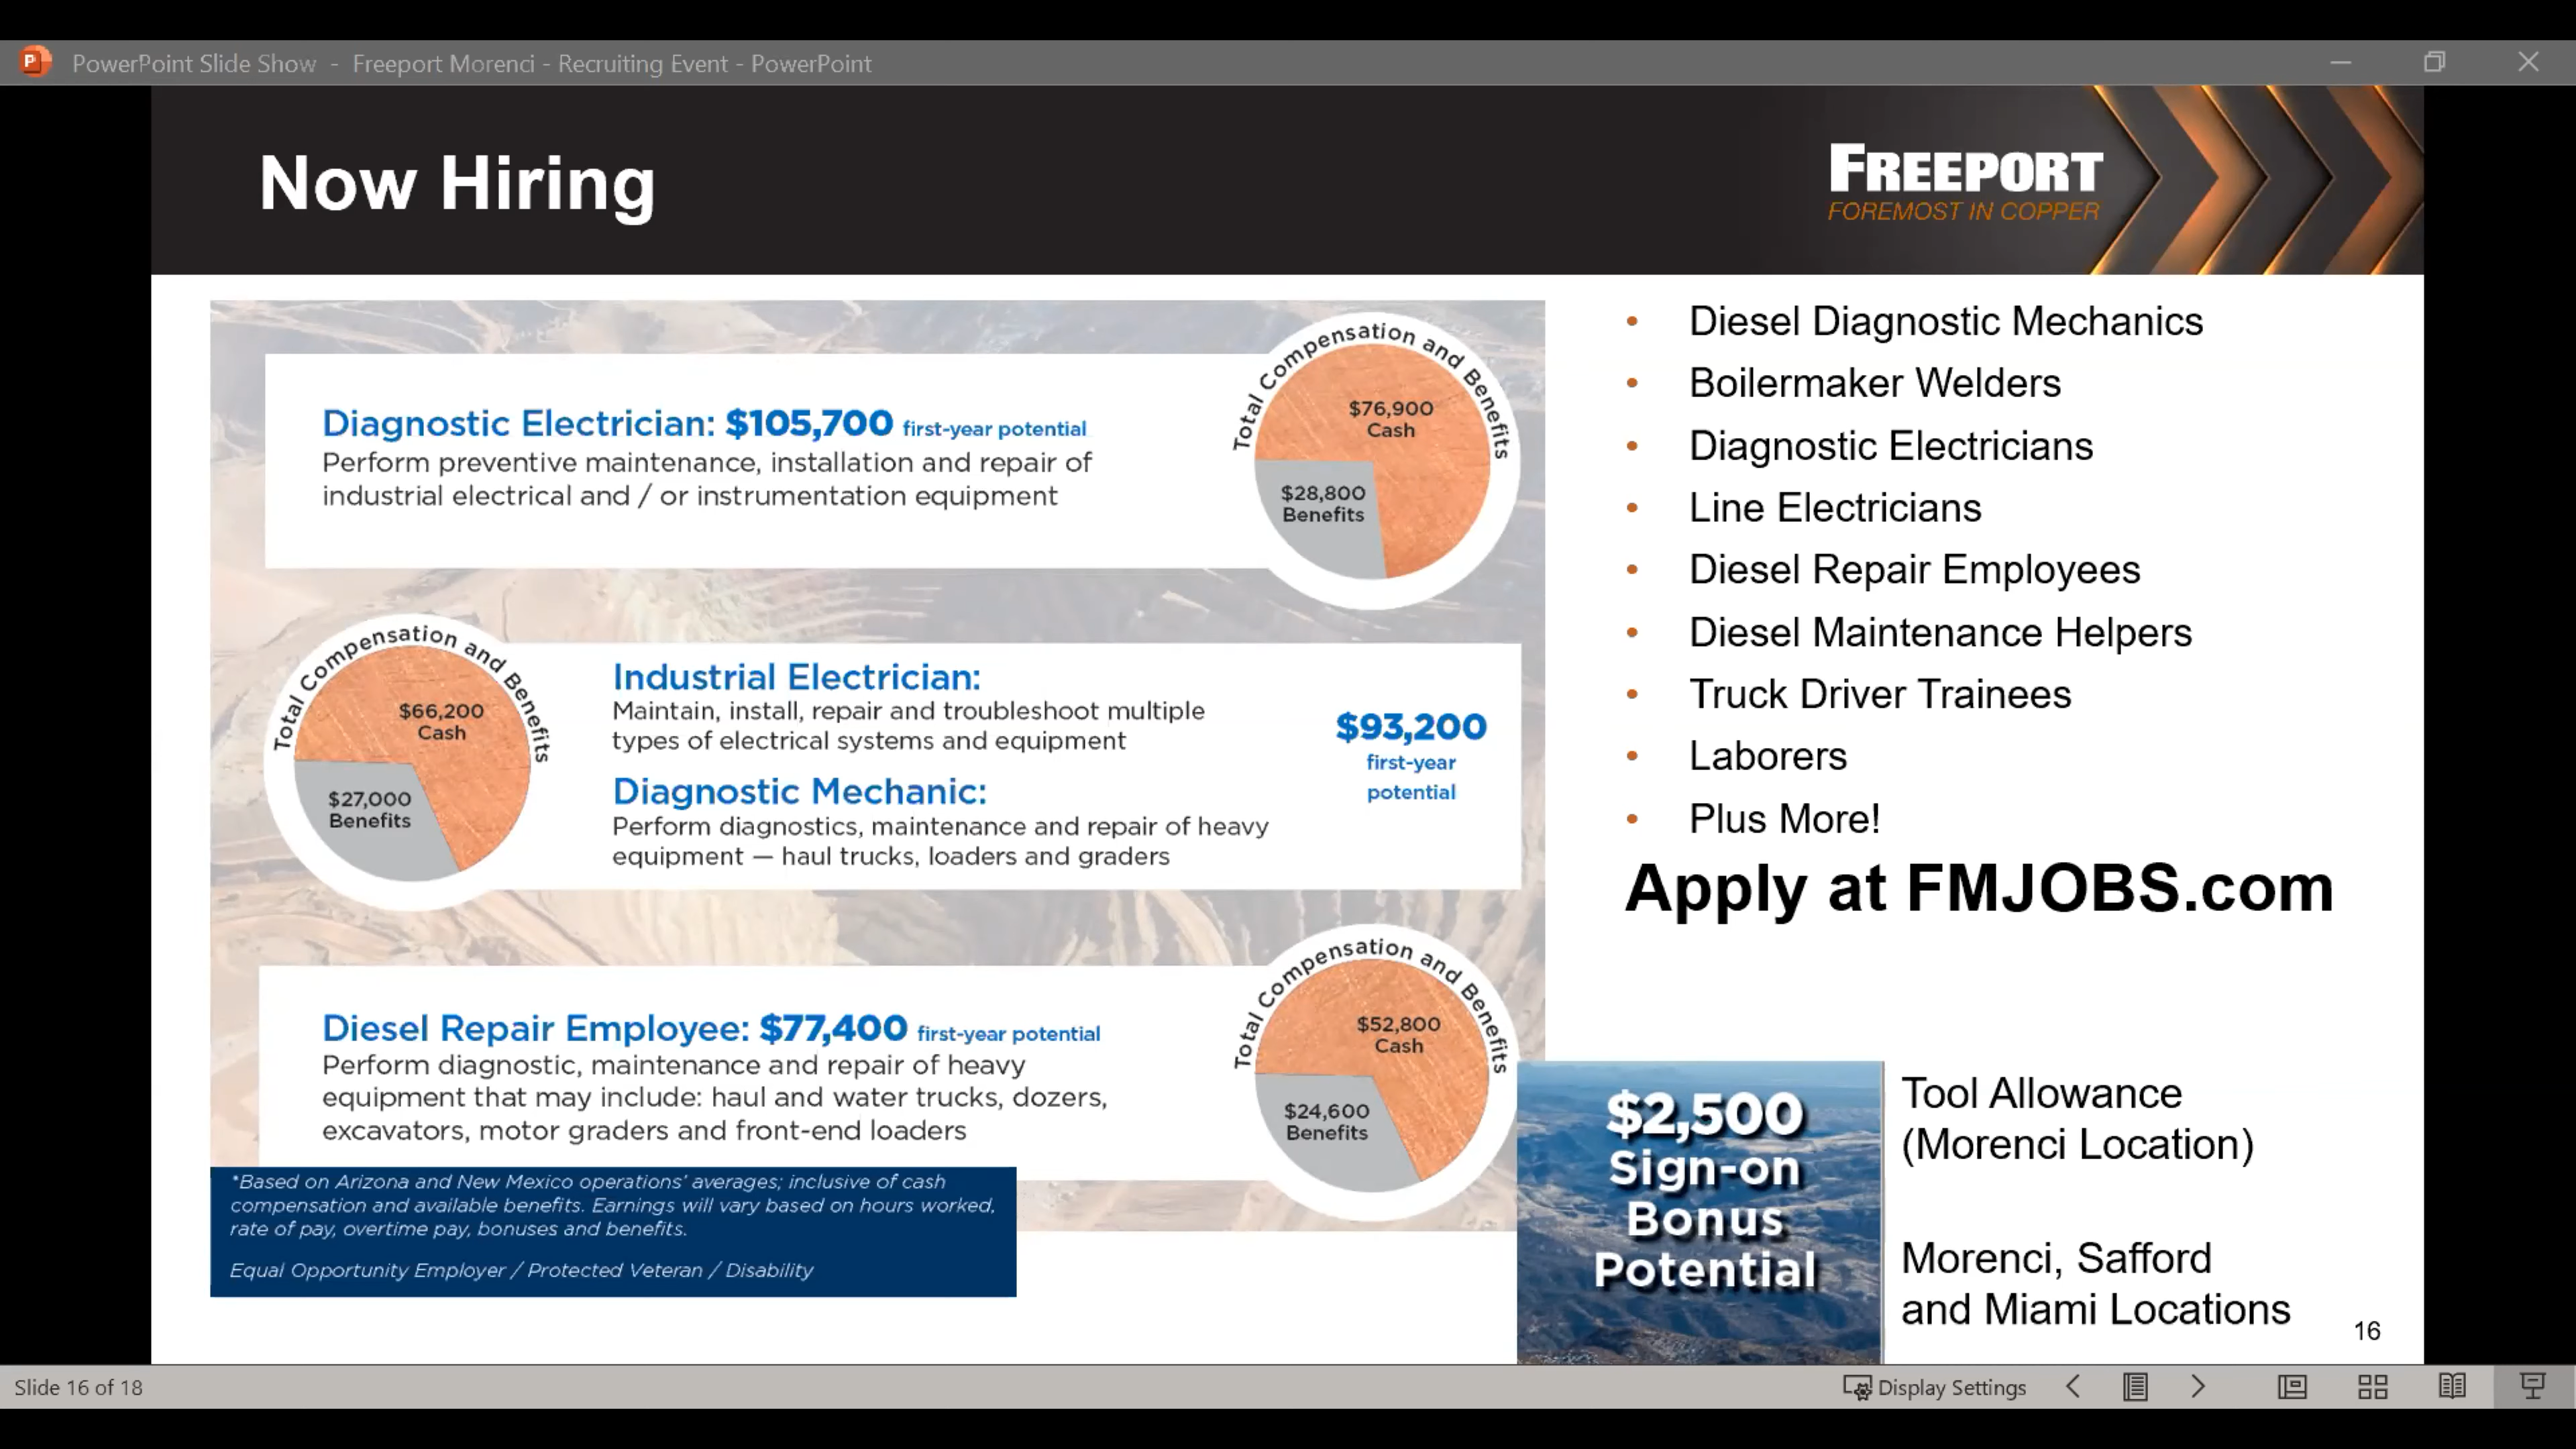 PowerPoint Slide Show - Freeport Morenci - Recruiting Event - PowerPoint
Now Hiring
FREEPORT
FOREMOST IN COPPER
Diagnostic Electrician: $105,700 first-year potential
Perform preventive maintenance, installation and repair of
industrial electrical and / or instrumentation equipment
Total Compensation and Benefits
$76,900
Cash
$28,800
Benefits
Total Compensation and Benefits
$66,200
Cash
$27,000
Benefits
Industrial Electrician:
Maintain, install, repair and troubleshoot multiple
types of electrical systems and equipment
Diagnostic Mechanic:
Perform diagnostics, maintenance and repair of heavy
equipment — haul trucks, loaders and graders
$93,200
first-year
potential
Diesel Repair Employee: $77,400 first-year potential
Perform diagnostic, maintenance and repair of heavy
equipment that may include: haul and water trucks, dozers,
excavators, motor graders and front-end loaders
Total Compensation and Benefits
$52,800
Cash
$24,600
Benefits
*Based on Arizona and New Mexico operations' averages; inclusive of cash
compensation and available benefits. Earnings will vary based on hours worked,
rate of pay, overtime pay, bonuses and benefits.
Equal Opportunity Employer / Protected Veteran / Disability
• Diesel Diagnostic Mechanics
• Boilermaker Welders
• Diagnostic Electricians
• Line Electricians
• Diesel Repair Employees
• Diesel Maintenance Helpers
• Truck Driver Trainees
• Laborers
• Plus More!
Apply at FMJOBS.com
$2,500
Sign-on
Bonus
Potential
Tool Allowance
(Morenci Location)
Morenci, Safford
and Miami Locations
16
Slide 16 of 18
Display Settings